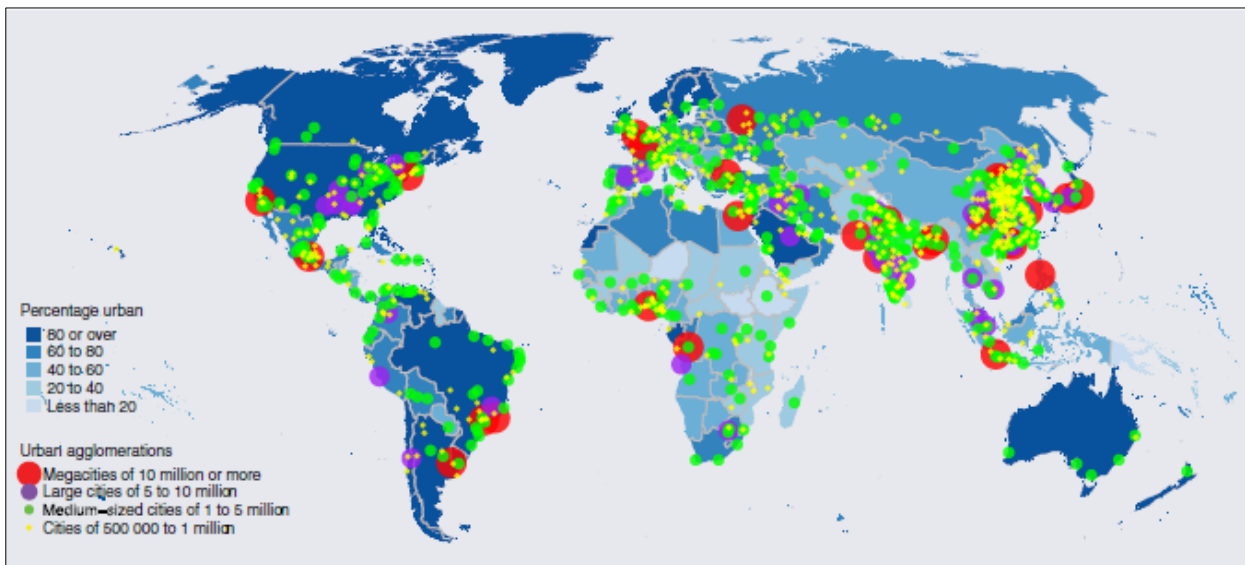 Percentage urban
80 or over
60 to 80
40 to 60
20 to 40
Less than 20
Urban agglomerations
Megacities of 10 million or more
Large cities of 5 to 10 million
Medium-sized cities of 1 to 5 million
Cities of 500 000 to 1 million